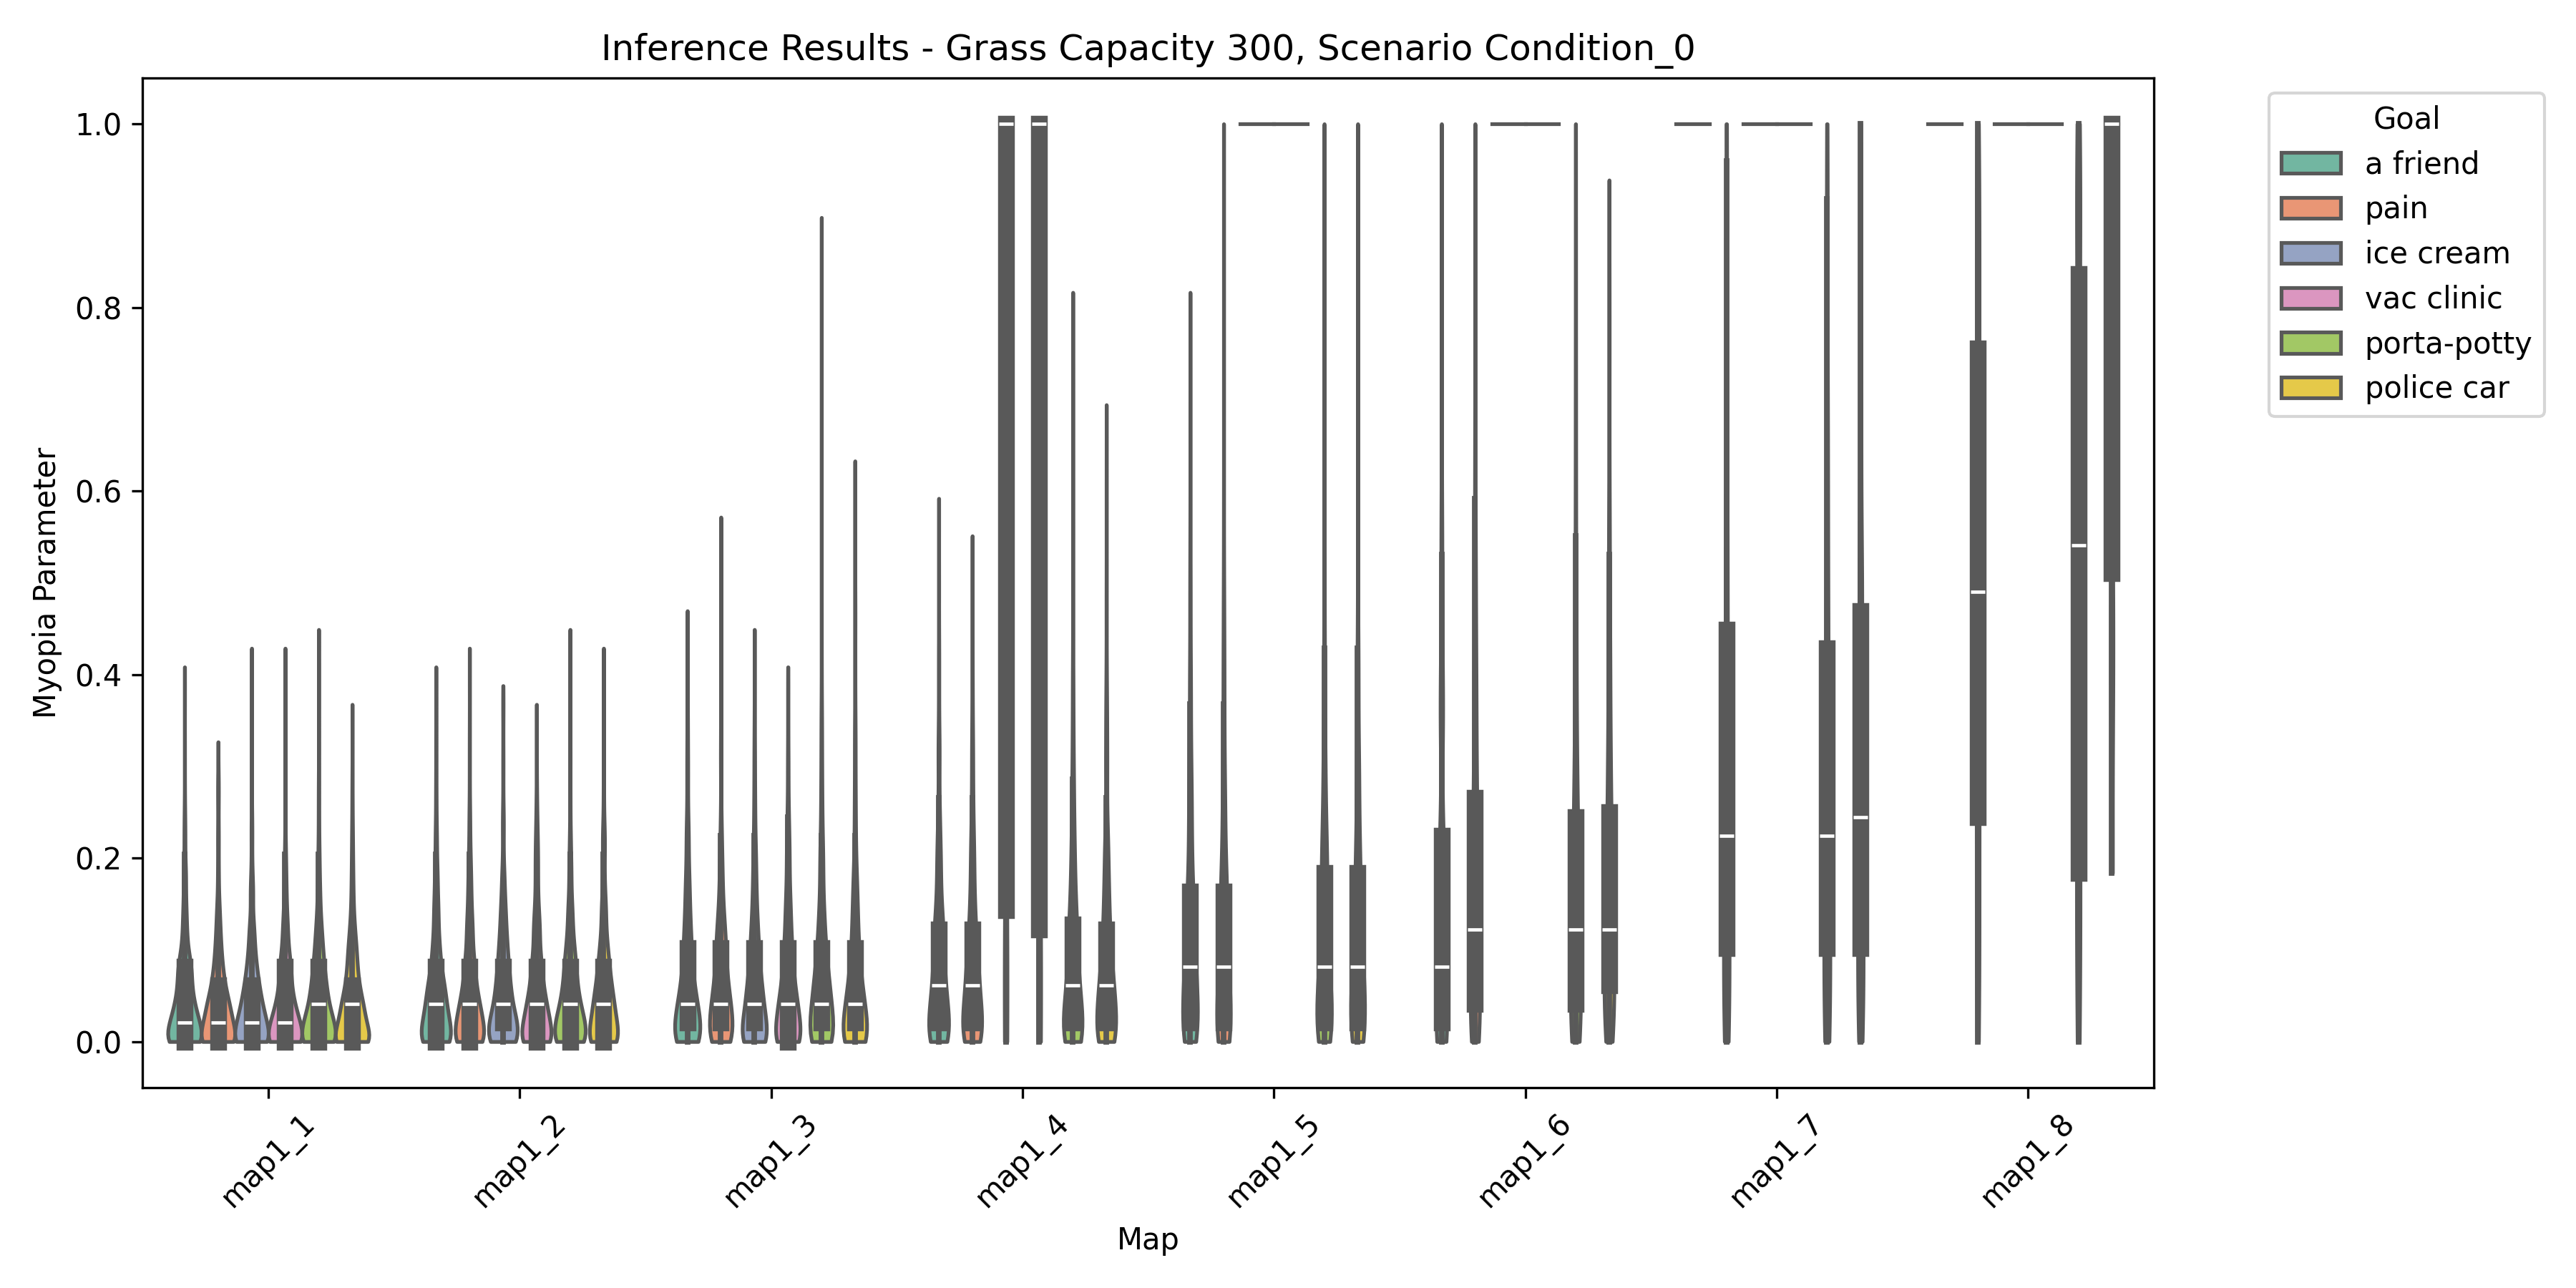 Inference Results - Grass Capacity 300, Scenario Condition_0
Myopia Parameter
1.0
0.8
0.6
0.4
0.2
0.0
map1_1
map1_2
map1_3
map1_4
map1_5
map1_6
map1_7
map1_8
Map
Goal
a friend
pain
ice cream
vac clinic
porta-potty
police car